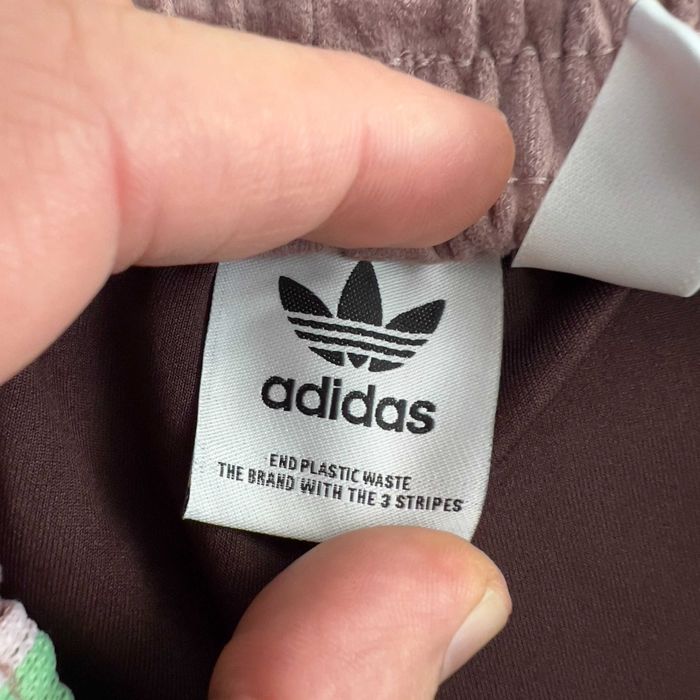 adidas
END PLASTIC WASTE
THE BRAND WITH THE 3 STRIPES